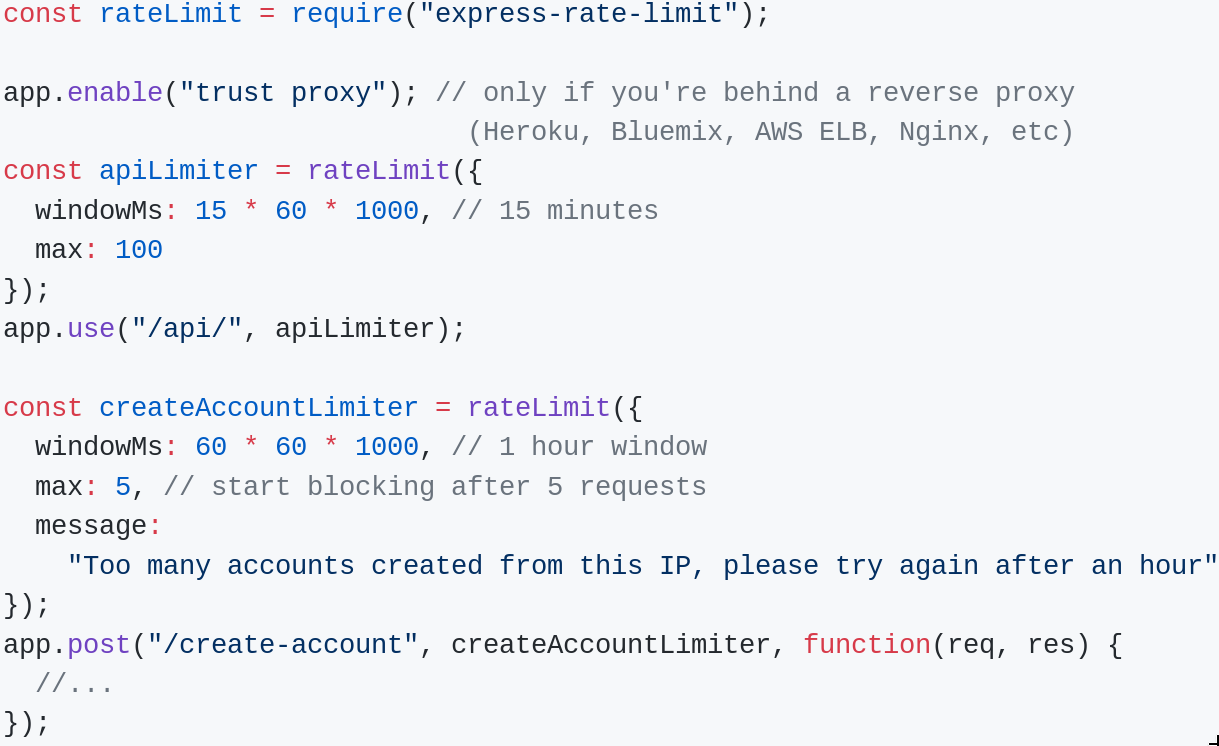 const rateLimit = require("express-rate-limit");
app.enable("trust proxy"); // only if you're behind a reverse proxy
(Heroku, Bluemix, AWS ELB, Nginx, etc)
const apiLimiter = rateLimit({
  windowMs: 15 * 60 * 1000, // 15 minutes
  max: 100
});
app.use("/api/", apiLimiter);
const createAccountLimiter = rateLimit({
  windowMs: 60 * 60 * 1000, // 1 hour window
  max: 5, // start blocking after 5 requests
  message:
    "Too many accounts created from this IP, please try again after an hour"
});
app.post("/create-account", createAccountLimiter, function(req, res) {
  //...
});